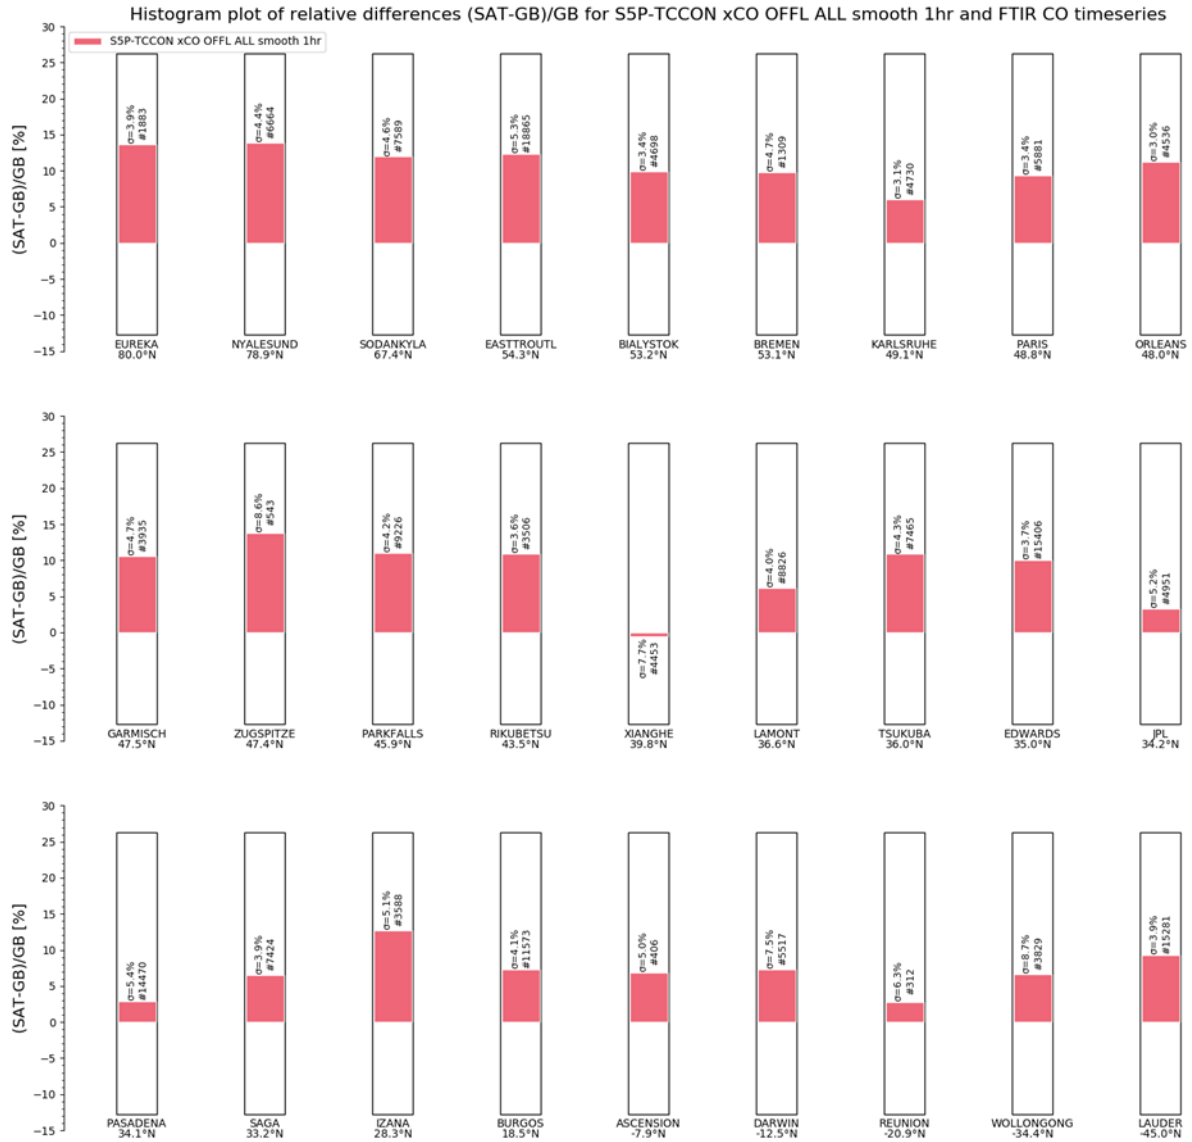 Histogram plot of relative differences (SAT-GB)/GB for S5P-TCCON xCO OFFL ALL smooth 1hr and FTIR CO timeseries
S5P-TCCON xCO OFFL ALL smooth 1hr
(SAT-GB)/GB [%]
30
25
20
15
10
5
0
−5
−10
−15
σ=3.9%
#1883
σ=4.4%
#6664
σ=4.6%
#7589
σ=5.3%
#18865
σ=3.4%
#4698
σ=4.7%
#1309
σ=3.1%
#4730
σ=3.4%
#5881
σ=3.0%
#4536
EUREKA
80.0°N
NYALESUND
78.9°N
SODANKYLA
67.4°N
EASTTROUTL
54.3°N
BIALYSTOK
53.2°N
BREMEN
53.1°N
KARLSRUHE
49.1°N
PARIS
48.8°N
ORLEANS
48.0°N
(SAT-GB)/GB [%]
30
25
20
15
10
5
0
−5
−10
−15
σ=4.7%
#3935
σ=8.6%
#543
σ=4.2%
#9226
σ=3.6%
#3506
σ=7.7%
#4453
σ=4.0%
#8826
σ=4.3%
#7465
σ=3.7%
#15406
σ=5.2%
#4951
GARMISCH
47.5°N
ZUGSPITZE
47.4°N
PARKFALLS
45.9°N
RIKUBETSU
43.5°N
XIANGHE
39.8°N
LAMONT
36.6°N
TSUKUBA
36.0°N
EDWARDS
35.0°N
JPL
34.2°N
(SAT-GB)/GB [%]
30
25
20
15
10
5
0
−5
−10
−15
σ=5.4%
#14470
σ=3.9%
#7424
σ=5.1%
#3588
σ=4.1%
#11573
σ=5.0%
#406
σ=7.5%
#5517
σ=6.3%
#312
σ=8.7%
#3829
σ=3.9%
#15281
PASADENA
34.1°N
SAGA
33.2°N
IZANA
28.3°N
BURGOS
18.5°N
ASCENSION
-7.9°N
DARWIN
-12.5°N
REUNION
-20.9°N
WOLLONGONG
-34.4°N
LAUDER
-45.0°N